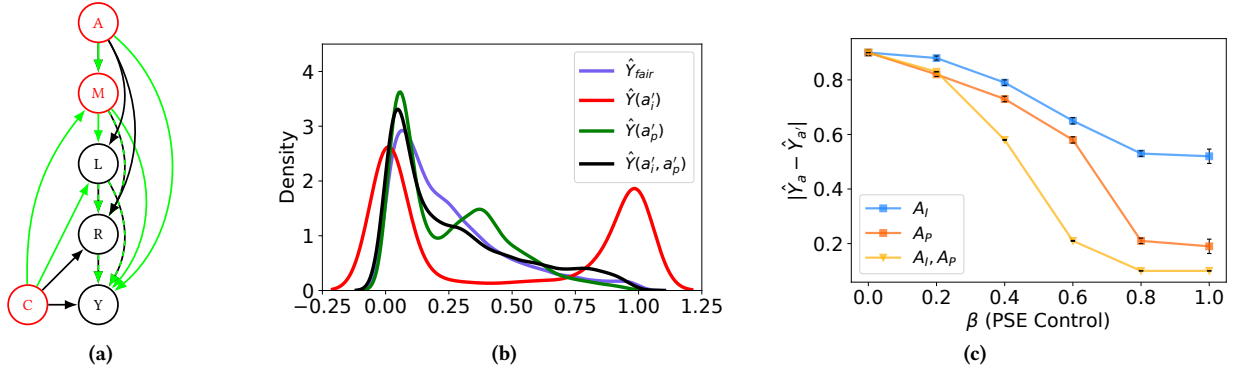 A
M
L
R
C
Y
(a)
Density
4
3
2
1
0
−0.25
0.00
0.25
0.50
0.75
1.00
1.25
Ŷ_fair
Ŷ(a′_i)
Ŷ(a′_p)
Ŷ(a′_i, a′_p)
(b)
|Ŷ_a − Ŷ_a′|
0.8
0.6
0.4
0.2
A_I
A_P
A_I, A_P
0.0
0.2
0.4
0.6
0.8
1.0
β (PSE Control)
(c)